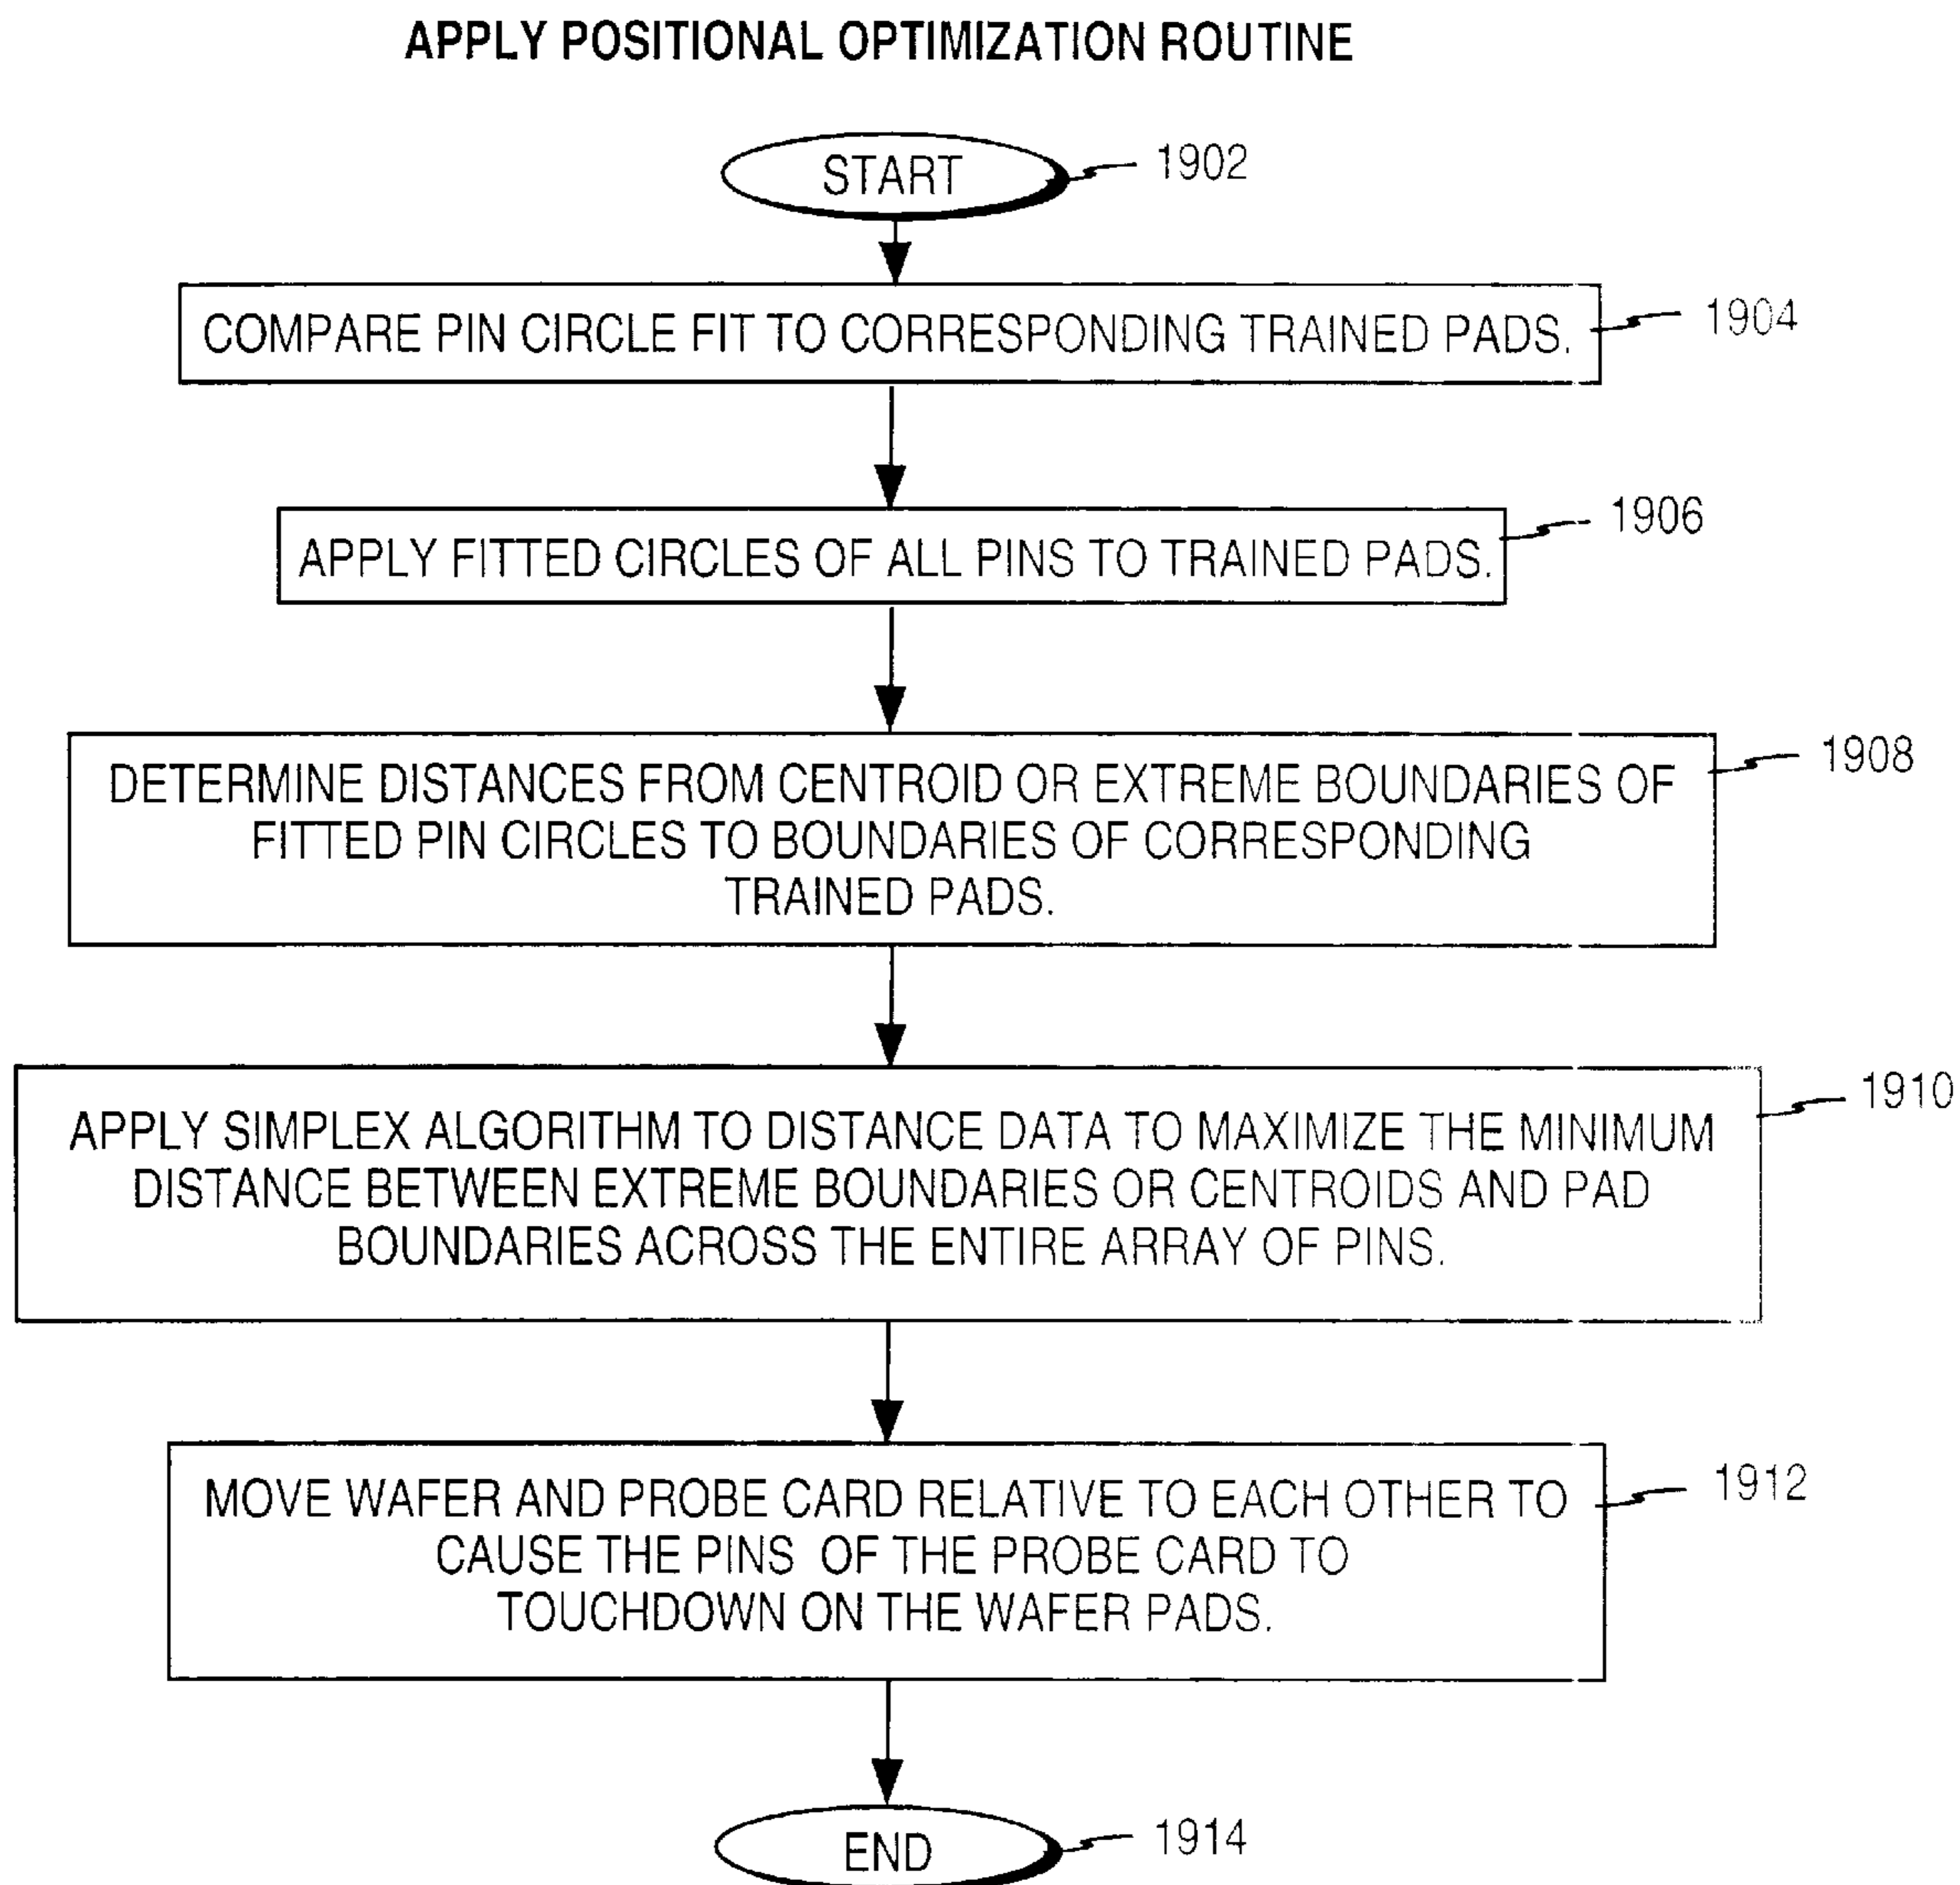 APPLY POSITIONAL OPTIMIZATION ROUTINE
START
1902
COMPARE PIN CIRCLE FIT TO CORRESPONDING TRAINED PADS.
1904
APPLY FITTED CIRCLES OF ALL PINS TO TRAINED PADS.
1906
DETERMINE DISTANCES FROM CENTROID OR EXTREME BOUNDARIES OF
FITTED PIN CIRCLES TO BOUNDARIES OF CORRESPONDING
TRAINED PADS.
1908
APPLY SIMPLEX ALGORITHM TO DISTANCE DATA TO MAXIMIZE THE MINIMUM
DISTANCE BETWEEN EXTREME BOUNDARIES OR CENTROIDS AND PAD
BOUNDARIES ACROSS THE ENTIRE ARRAY OF PINS.
1910
MOVE WAFER AND PROBE CARD RELATIVE TO EACH OTHER TO
CAUSE THE PINS OF THE PROBE CARD TO
TOUCHDOWN ON THE WAFER PADS.
1912
END
1914